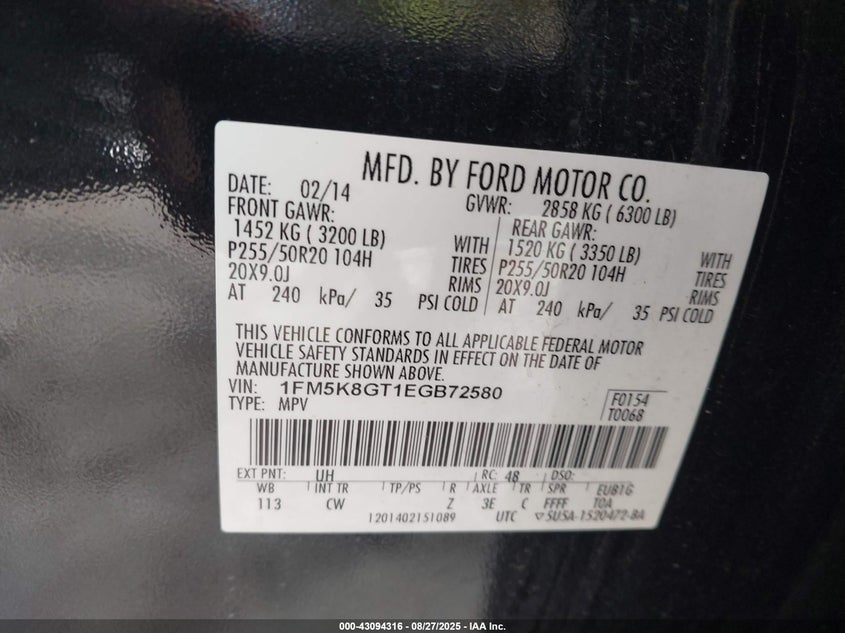 MFD. BY FORD MOTOR CO.
DATE: 02/14 GVWR: 2858 KG ( 6300 LB)
FRONT GAWR: REAR GAWR:
1452 KG ( 3200 LB) WITH 1520 KG ( 3350 LB) WITH
P255/50R20 104H TIRES P255/50R20 104H TIRES
20X9.0J RIMS 20X9.0J RIMS
AT 240 kPa/ 35 PSI COLD AT 240 kPa/ 35 PSI COLD
THIS VEHICLE CONFORMS TO ALL APPLICABLE FEDERAL MOTOR
VEHICLE SAFETY STANDARDS IN EFFECT ON THE DATE OF
MANUFACTURE SHOWN ABOVE.
VIN: 1FM5K8GT1EGB72580 F0154
TYPE: MPV T0068
EXT PNT: UH RC: 48 DSO:
WB INT TR TP/PS R AXLE TR SPR EU81G
113 CW Z 3E C FFFF TOA
1201402151089 UTC ▽5U5A-1520472-BA
000-43094316 - 08/27/2025 - IAA Inc.